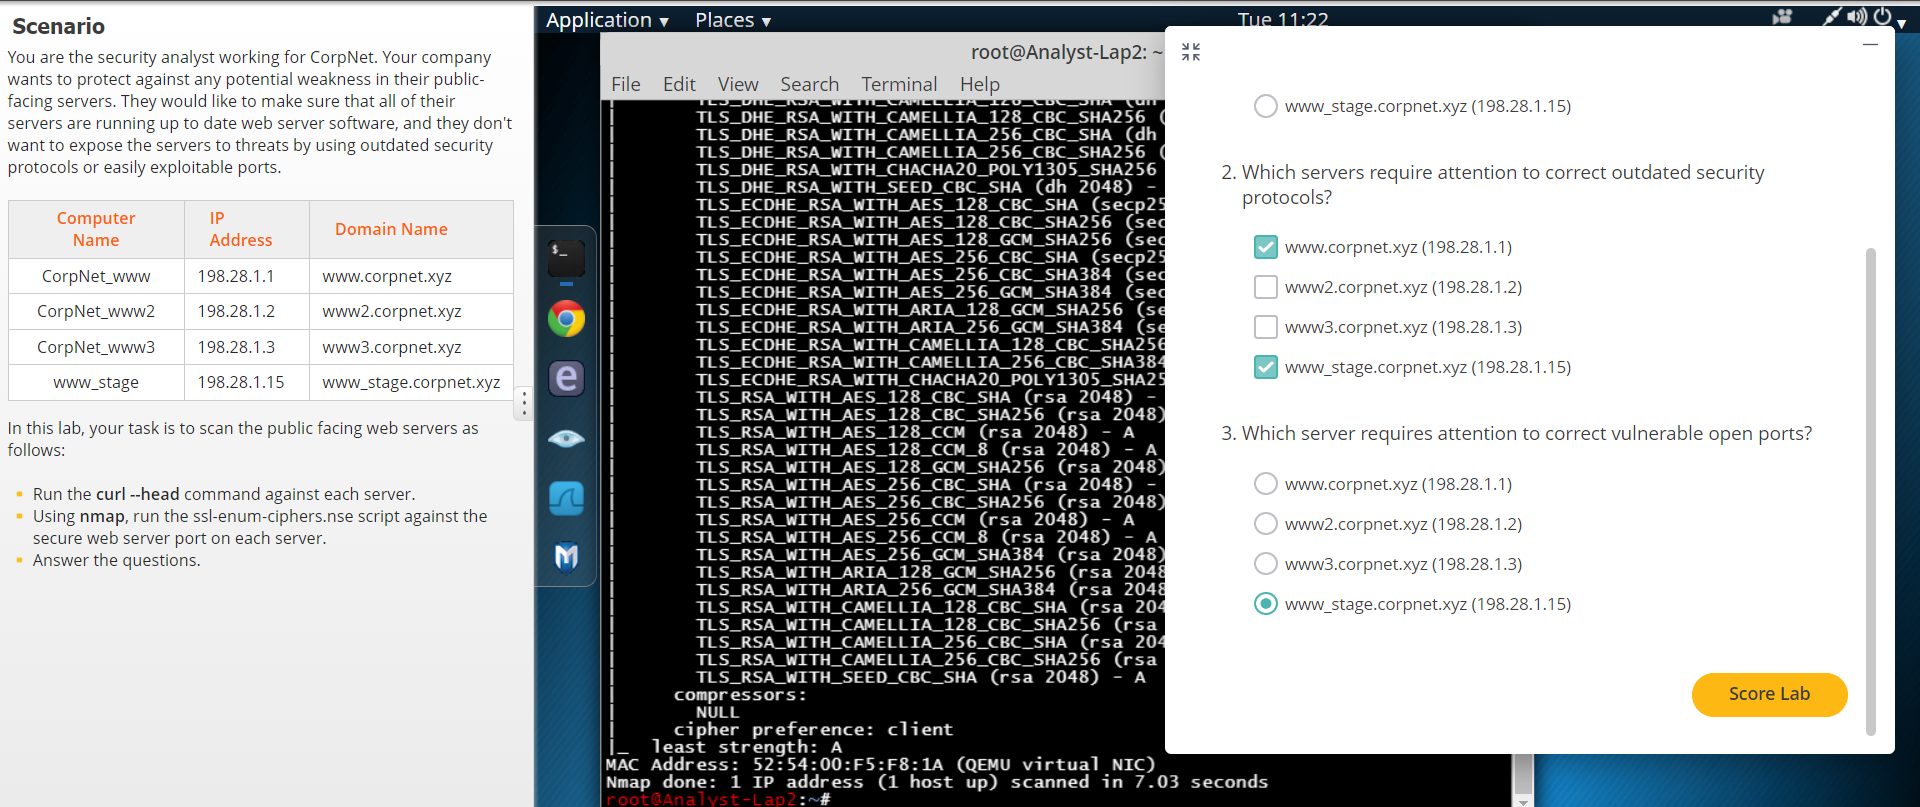 Scenario
You are the security analyst working for CorpNet. Your company
wants to protect against any potential weakness in their public-
facing servers. They would like to make sure that all of their
servers are running up to date web server software, and they don't
want to expose the servers to threats by using outdated security
protocols or easily exploitable ports.
Computer Name IP Address Domain Name
CorpNet_www 198.28.1.1 www.corpnet.xyz
CorpNet_www2 198.28.1.2 www2.corpnet.xyz
CorpNet_www3 198.28.1.3 www3.corpnet.xyz
www_stage 198.28.1.15 www_stage.corpnet.xyz
In this lab, your task is to scan the public facing web servers as
follows:
Run the curl --head command against each server.
Using nmap, run the ssl-enum-ciphers.nse script against the
secure web server port on each server.
Answer the questions.
Application Places Tue 11:22
root@Analyst-Lap2: ~
File Edit View Search Terminal Help
| TLS_DHE_RSA_WITH_CAMELLIA_128_CBC_SHA (dh
| TLS_DHE_RSA_WITH_CAMELLIA_128_CBC_SHA256 (
| TLS_DHE_RSA_WITH_CAMELLIA_256_CBC_SHA (dh
| TLS_DHE_RSA_WITH_CAMELLIA_256_CBC_SHA256 (
| TLS_DHE_RSA_WITH_CHACHA20_POLY1305_SHA256
| TLS_DHE_RSA_WITH_SEED_CBC_SHA (dh 2048) -
| TLS_ECDHE_RSA_WITH_AES_128_CBC_SHA (secp25
| TLS_ECDHE_RSA_WITH_AES_128_CBC_SHA256 (sec
| TLS_ECDHE_RSA_WITH_AES_128_GCM_SHA256 (sec
| TLS_ECDHE_RSA_WITH_AES_256_CBC_SHA (secp25
| TLS_ECDHE_RSA_WITH_AES_256_CBC_SHA384 (sec
| TLS_ECDHE_RSA_WITH_AES_256_GCM_SHA384 (sec
| TLS_ECDHE_RSA_WITH_ARIA_128_GCM_SHA256 (se
| TLS_ECDHE_RSA_WITH_ARIA_256_GCM_SHA384 (se
| TLS_ECDHE_RSA_WITH_CAMELLIA_128_CBC_SHA256
| TLS_ECDHE_RSA_WITH_CAMELLIA_256_CBC_SHA384
| TLS_ECDHE_RSA_WITH_CHACHA20_POLY1305_SHA25
| TLS_RSA_WITH_AES_128_CBC_SHA (rsa 2048) -
| TLS_RSA_WITH_AES_128_CBC_SHA256 (rsa 2048)
| TLS_RSA_WITH_AES_128_CCM (rsa 2048) - A
| TLS_RSA_WITH_AES_128_CCM_8 (rsa 2048) - A
| TLS_RSA_WITH_AES_128_GCM_SHA256 (rsa 2048)
| TLS_RSA_WITH_AES_256_CBC_SHA (rsa 2048) -
| TLS_RSA_WITH_AES_256_CBC_SHA256 (rsa 2048)
| TLS_RSA_WITH_AES_256_CCM (rsa 2048) - A
| TLS_RSA_WITH_AES_256_CCM_8 (rsa 2048) - A
| TLS_RSA_WITH_AES_256_GCM_SHA384 (rsa 2048)
| TLS_RSA_WITH_ARIA_128_GCM_SHA256 (rsa 2048
| TLS_RSA_WITH_ARIA_256_GCM_SHA384 (rsa 2048
| TLS_RSA_WITH_CAMELLIA_128_CBC_SHA (rsa 204
| TLS_RSA_WITH_CAMELLIA_128_CBC_SHA256 (rsa
| TLS_RSA_WITH_CAMELLIA_256_CBC_SHA (rsa 204
| TLS_RSA_WITH_CAMELLIA_256_CBC_SHA256 (rsa
| TLS_RSA_WITH_SEED_CBC_SHA (rsa 2048) - A
| compressors:
| NULL
| cipher preference: client
|_ least strength: A
MAC Address: 52:54:00:F5:F8:1A (QEMU virtual NIC)
Nmap done: 1 IP address (1 host up) scanned in 7.03 seconds
root@Analyst-Lap2:~#
www_stage.corpnet.xyz (198.28.1.15)
2. Which servers require attention to correct outdated security
protocols?
www.corpnet.xyz (198.28.1.1)
www2.corpnet.xyz (198.28.1.2)
www3.corpnet.xyz (198.28.1.3)
www_stage.corpnet.xyz (198.28.1.15)
3. Which server requires attention to correct vulnerable open ports?
www.corpnet.xyz (198.28.1.1)
www2.corpnet.xyz (198.28.1.2)
www3.corpnet.xyz (198.28.1.3)
www_stage.corpnet.xyz (198.28.1.15)
Score Lab